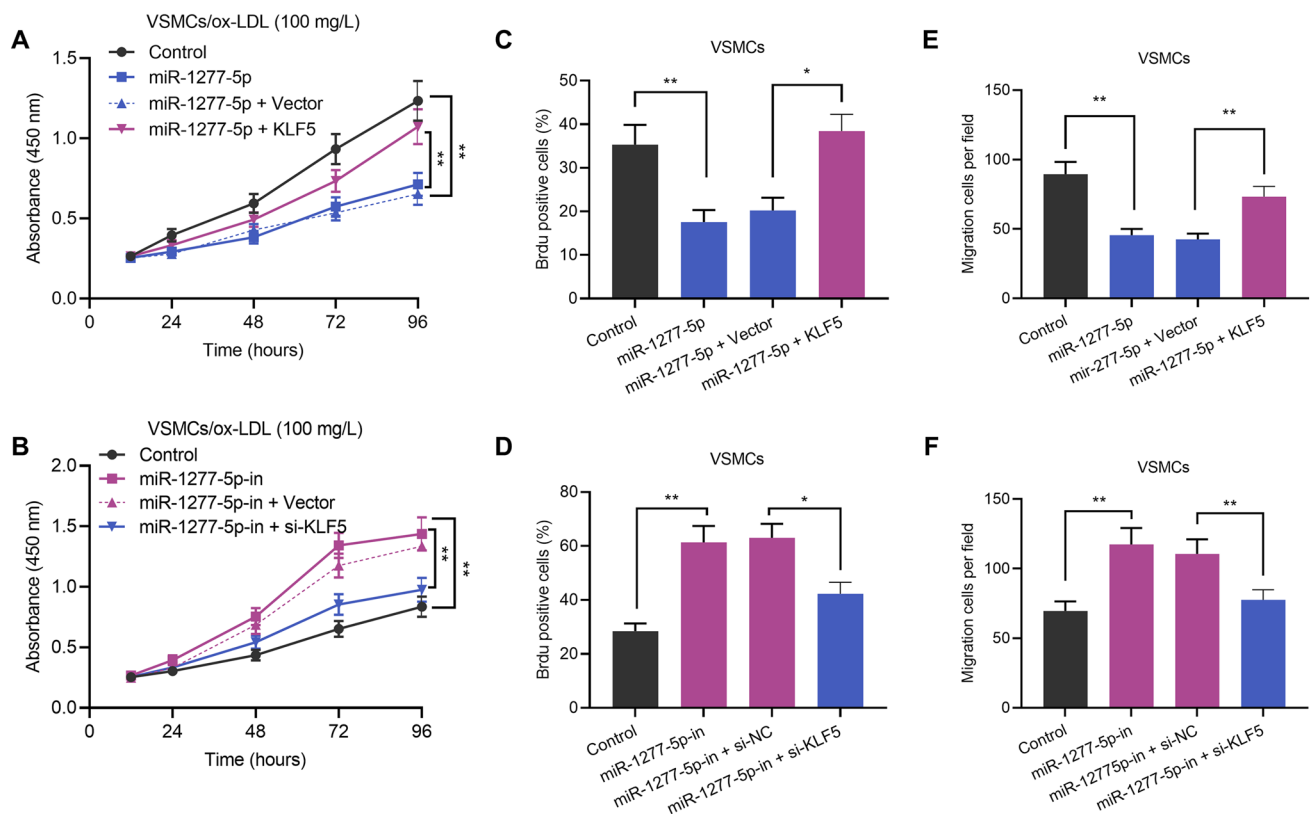 A
VSMCs/ox-LDL (100 mg/L)
Control
miR-1277-5p
miR-1277-5p + Vector
miR-1277-5p + KLF5
Absorbance (450 nm)
1.5
1.0
0.5
0.0
0 24 48 72 96
Time (hours)
**
**
C
VSMCs
Brdu positive cells (%)
50
40
30
20
10
0
**
*
Control
miR-1277-5p
miR-1277-5p + Vector
miR-1277-5p + KLF5
E
VSMCs
Migration cells per field
150
100
50
0
**
**
Control
miR-1277-5p
mir-277-5p + Vector
miR-1277-5p + KLF5
B
VSMCs/ox-LDL (100 mg/L)
Control
miR-1277-5p-in
miR-1277-5p-in + Vector
miR-1277-5p-in + si-KLF5
Absorbance (450 nm)
2.0
1.5
1.0
0.5
0.0
0 24 48 72 96
Time (hours)
**
**
D
VSMCs
Brdu positive cells (%)
80
60
40
20
0
**
*
Control
miR-1277-5p-in
miR-1277-5p-in + si-NC
miR-1277-5p-in + si-KLF5
F
VSMCs
Migration cells per field
150
100
50
0
**
**
Control
miR-1277-5p-in
miR-12775p-in + si-NC
miR-1277-5p-in + si-KLF5